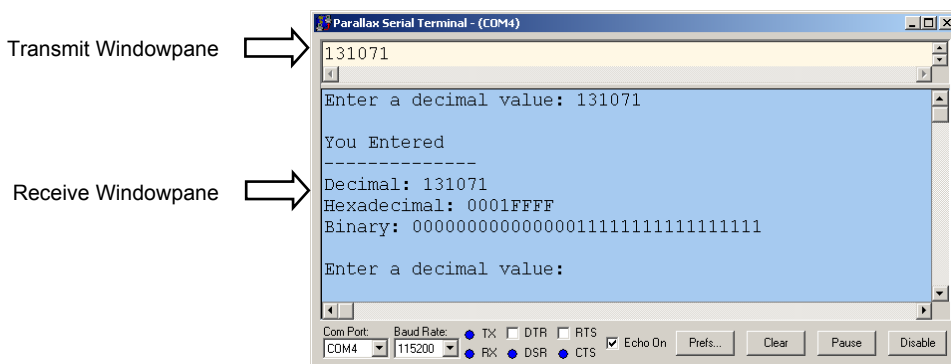 Parallax Serial Terminal - (COM4)
Transmit Windowpane
131071
Enter a decimal value: 131071
You Entered
--------------
Receive Windowpane
Decimal: 131071
Hexadecimal: 0001FFFF
Binary: 00000000000000011111111111111111
Enter a decimal value:
Com Port: Baud Rate: TX DTR RTS
COM4 115200 RX DSR CTS Echo On Prefs... Clear Pause Disable